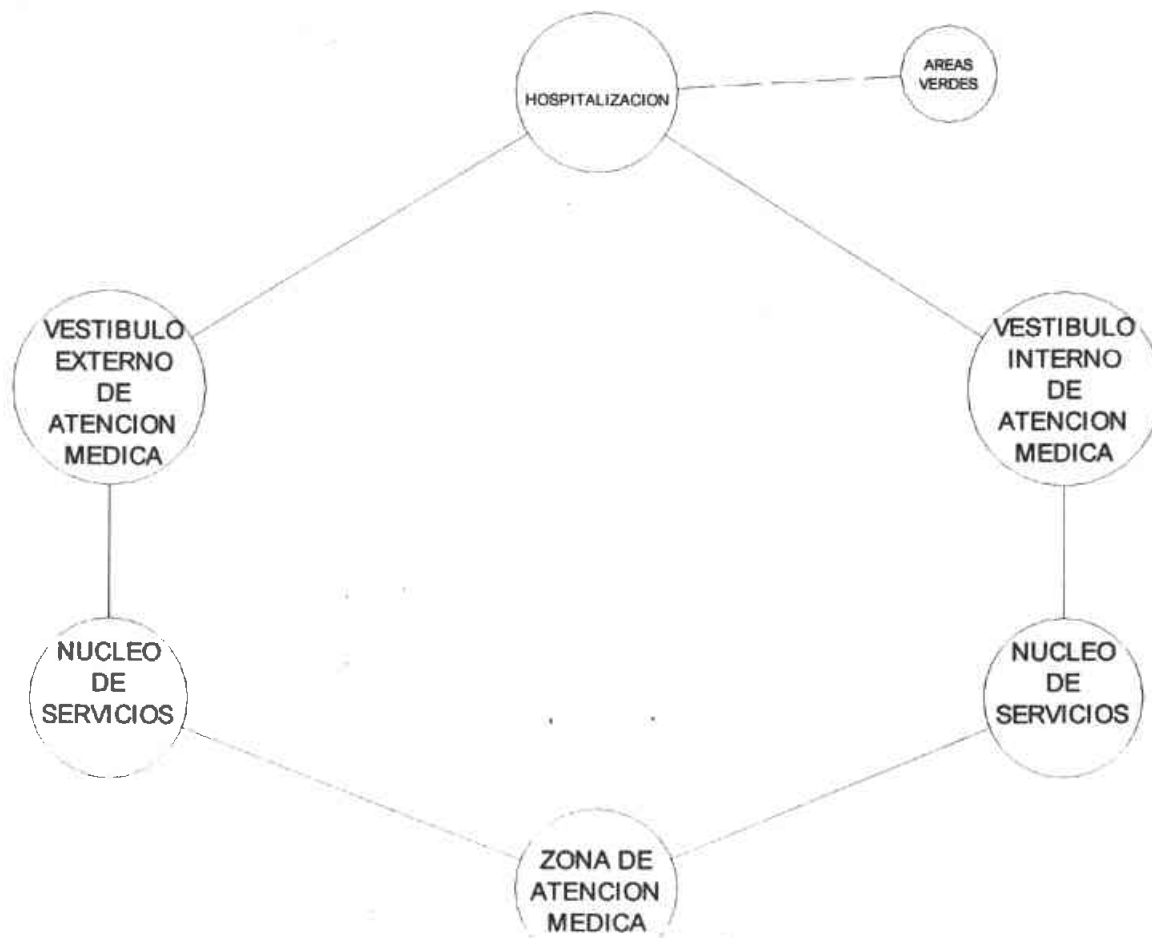 HOSPITALIZACION
AREAS
VERDES
VESTIBULO
EXTERNO
DE
ATENCION
MEDICA
VESTIBULO
INTERNO
DE
ATENCION
MEDICA
NUCLEO
DE
SERVICIOS
NUCLEO
DE
SERVICIOS
ZONA DE
ATENCION
MEDICA